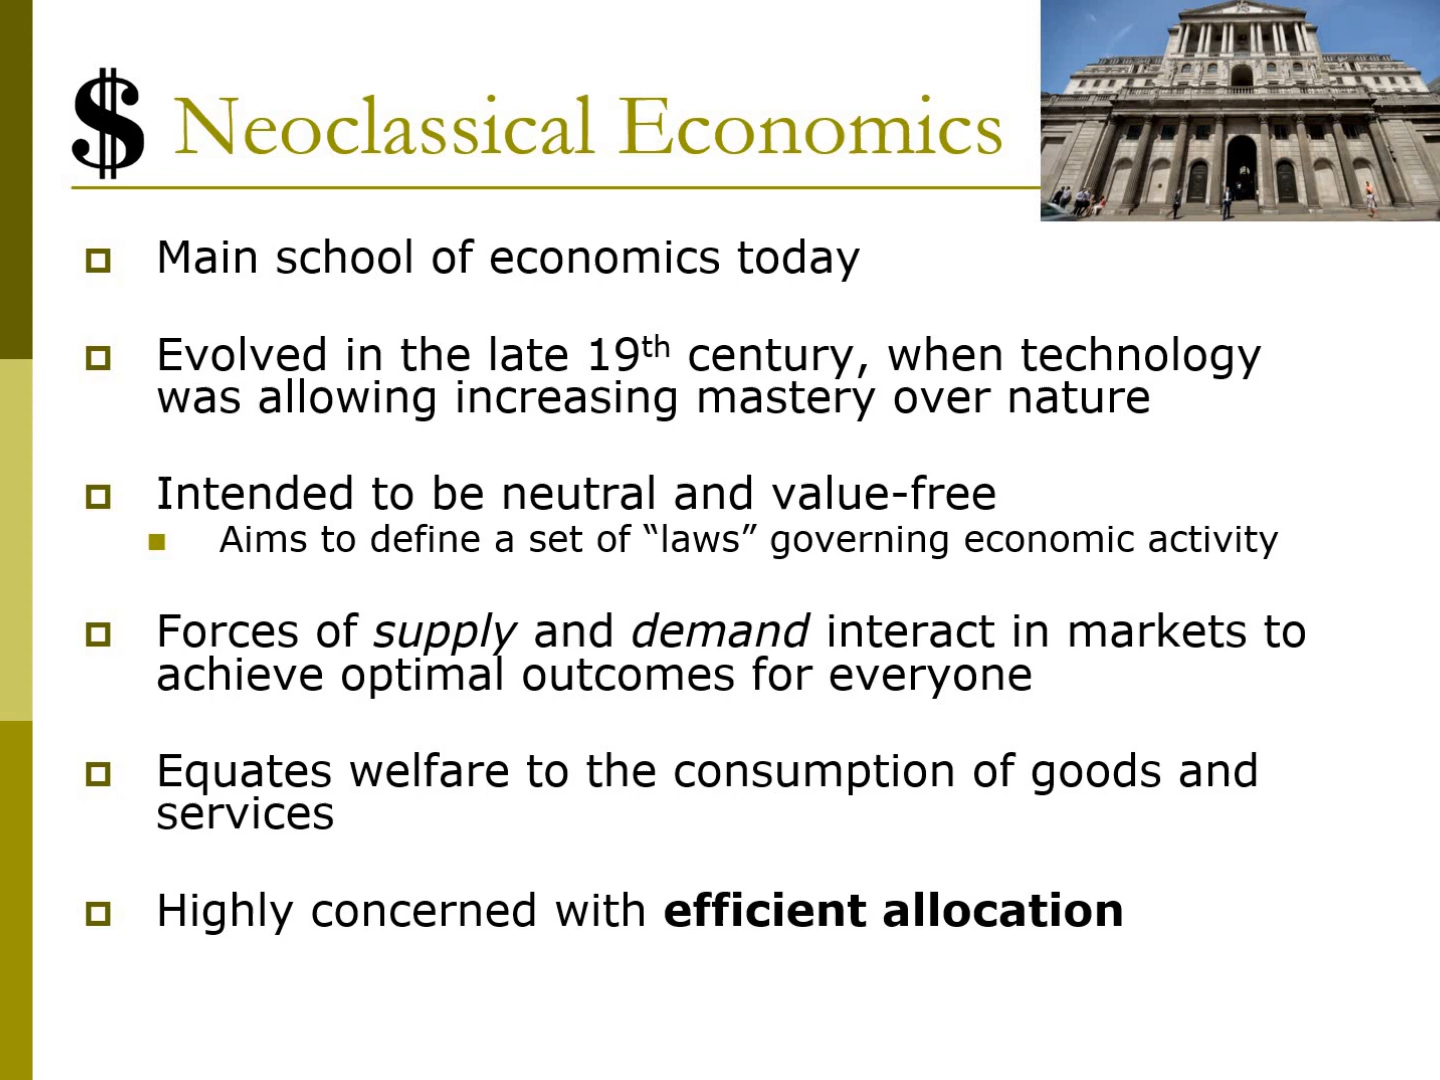 $ Neoclassical Economics
Main school of economics today
Evolved in the late 19th century, when technology
was allowing increasing mastery over nature
Intended to be neutral and value-free
Aims to define a set of “laws” governing economic activity
Forces of supply and demand interact in markets to
achieve optimal outcomes for everyone
Equates welfare to the consumption of goods and
services
Highly concerned with efficient allocation